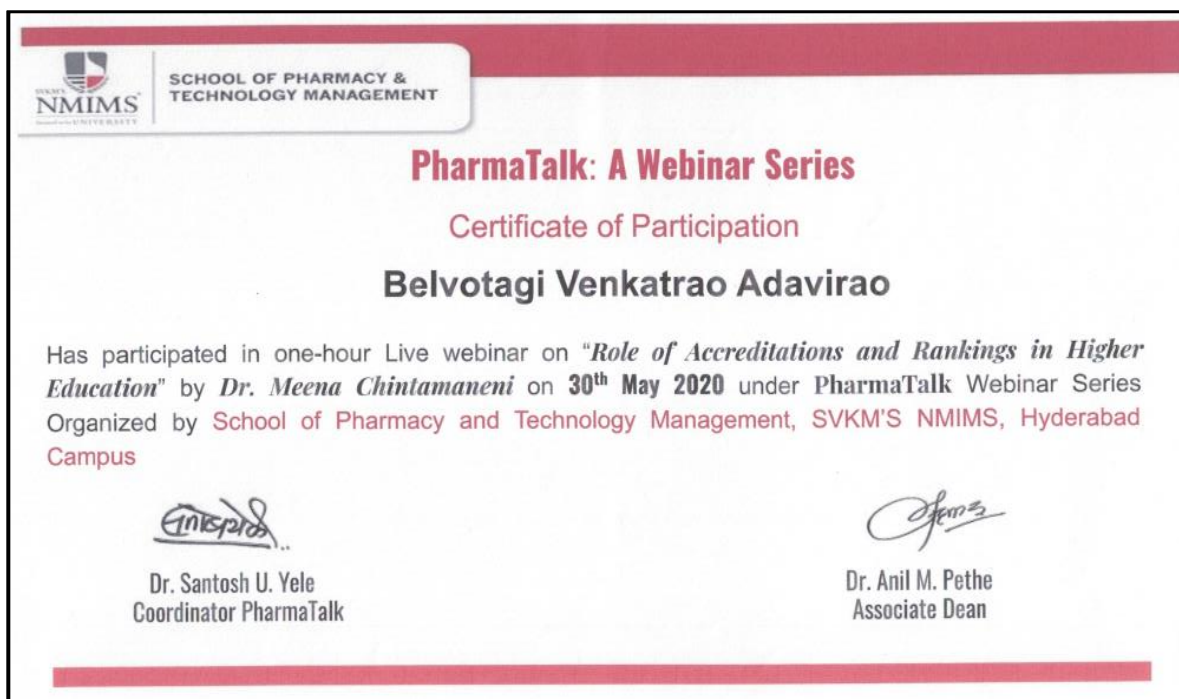 SVKM'S
NMIMS
UNIVERSITY
SCHOOL OF PHARMACY &
TECHNOLOGY MANAGEMENT
PharmaTalk: A Webinar Series
Certificate of Participation
Belvotagi Venkatrao Adavirao
Has participated in one-hour Live webinar on “Role of Accreditations and Rankings in Higher
Education” by Dr. Meena Chintamaneni on 30th May 2020 under PharmaTalk Webinar Series
Organized by School of Pharmacy and Technology Management, SVKM'S NMIMS, Hyderabad
Campus
Dr. Santosh U. Yele
Coordinator PharmaTalk
Dr. Anil M. Pethe
Associate Dean